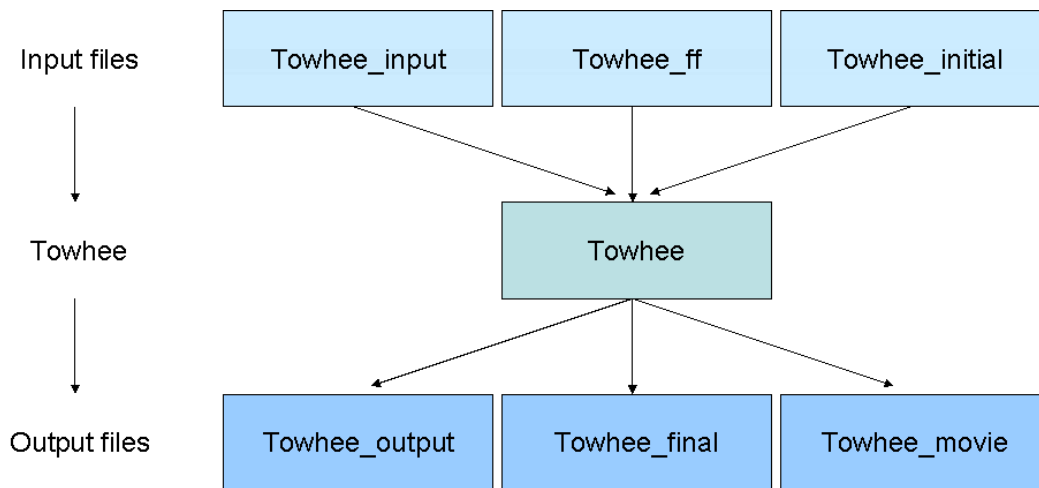 Input files
Towhee_input
Towhee_ff
Towhee_initial
Towhee
Towhee
Output files
Towhee_output
Towhee_final
Towhee_movie